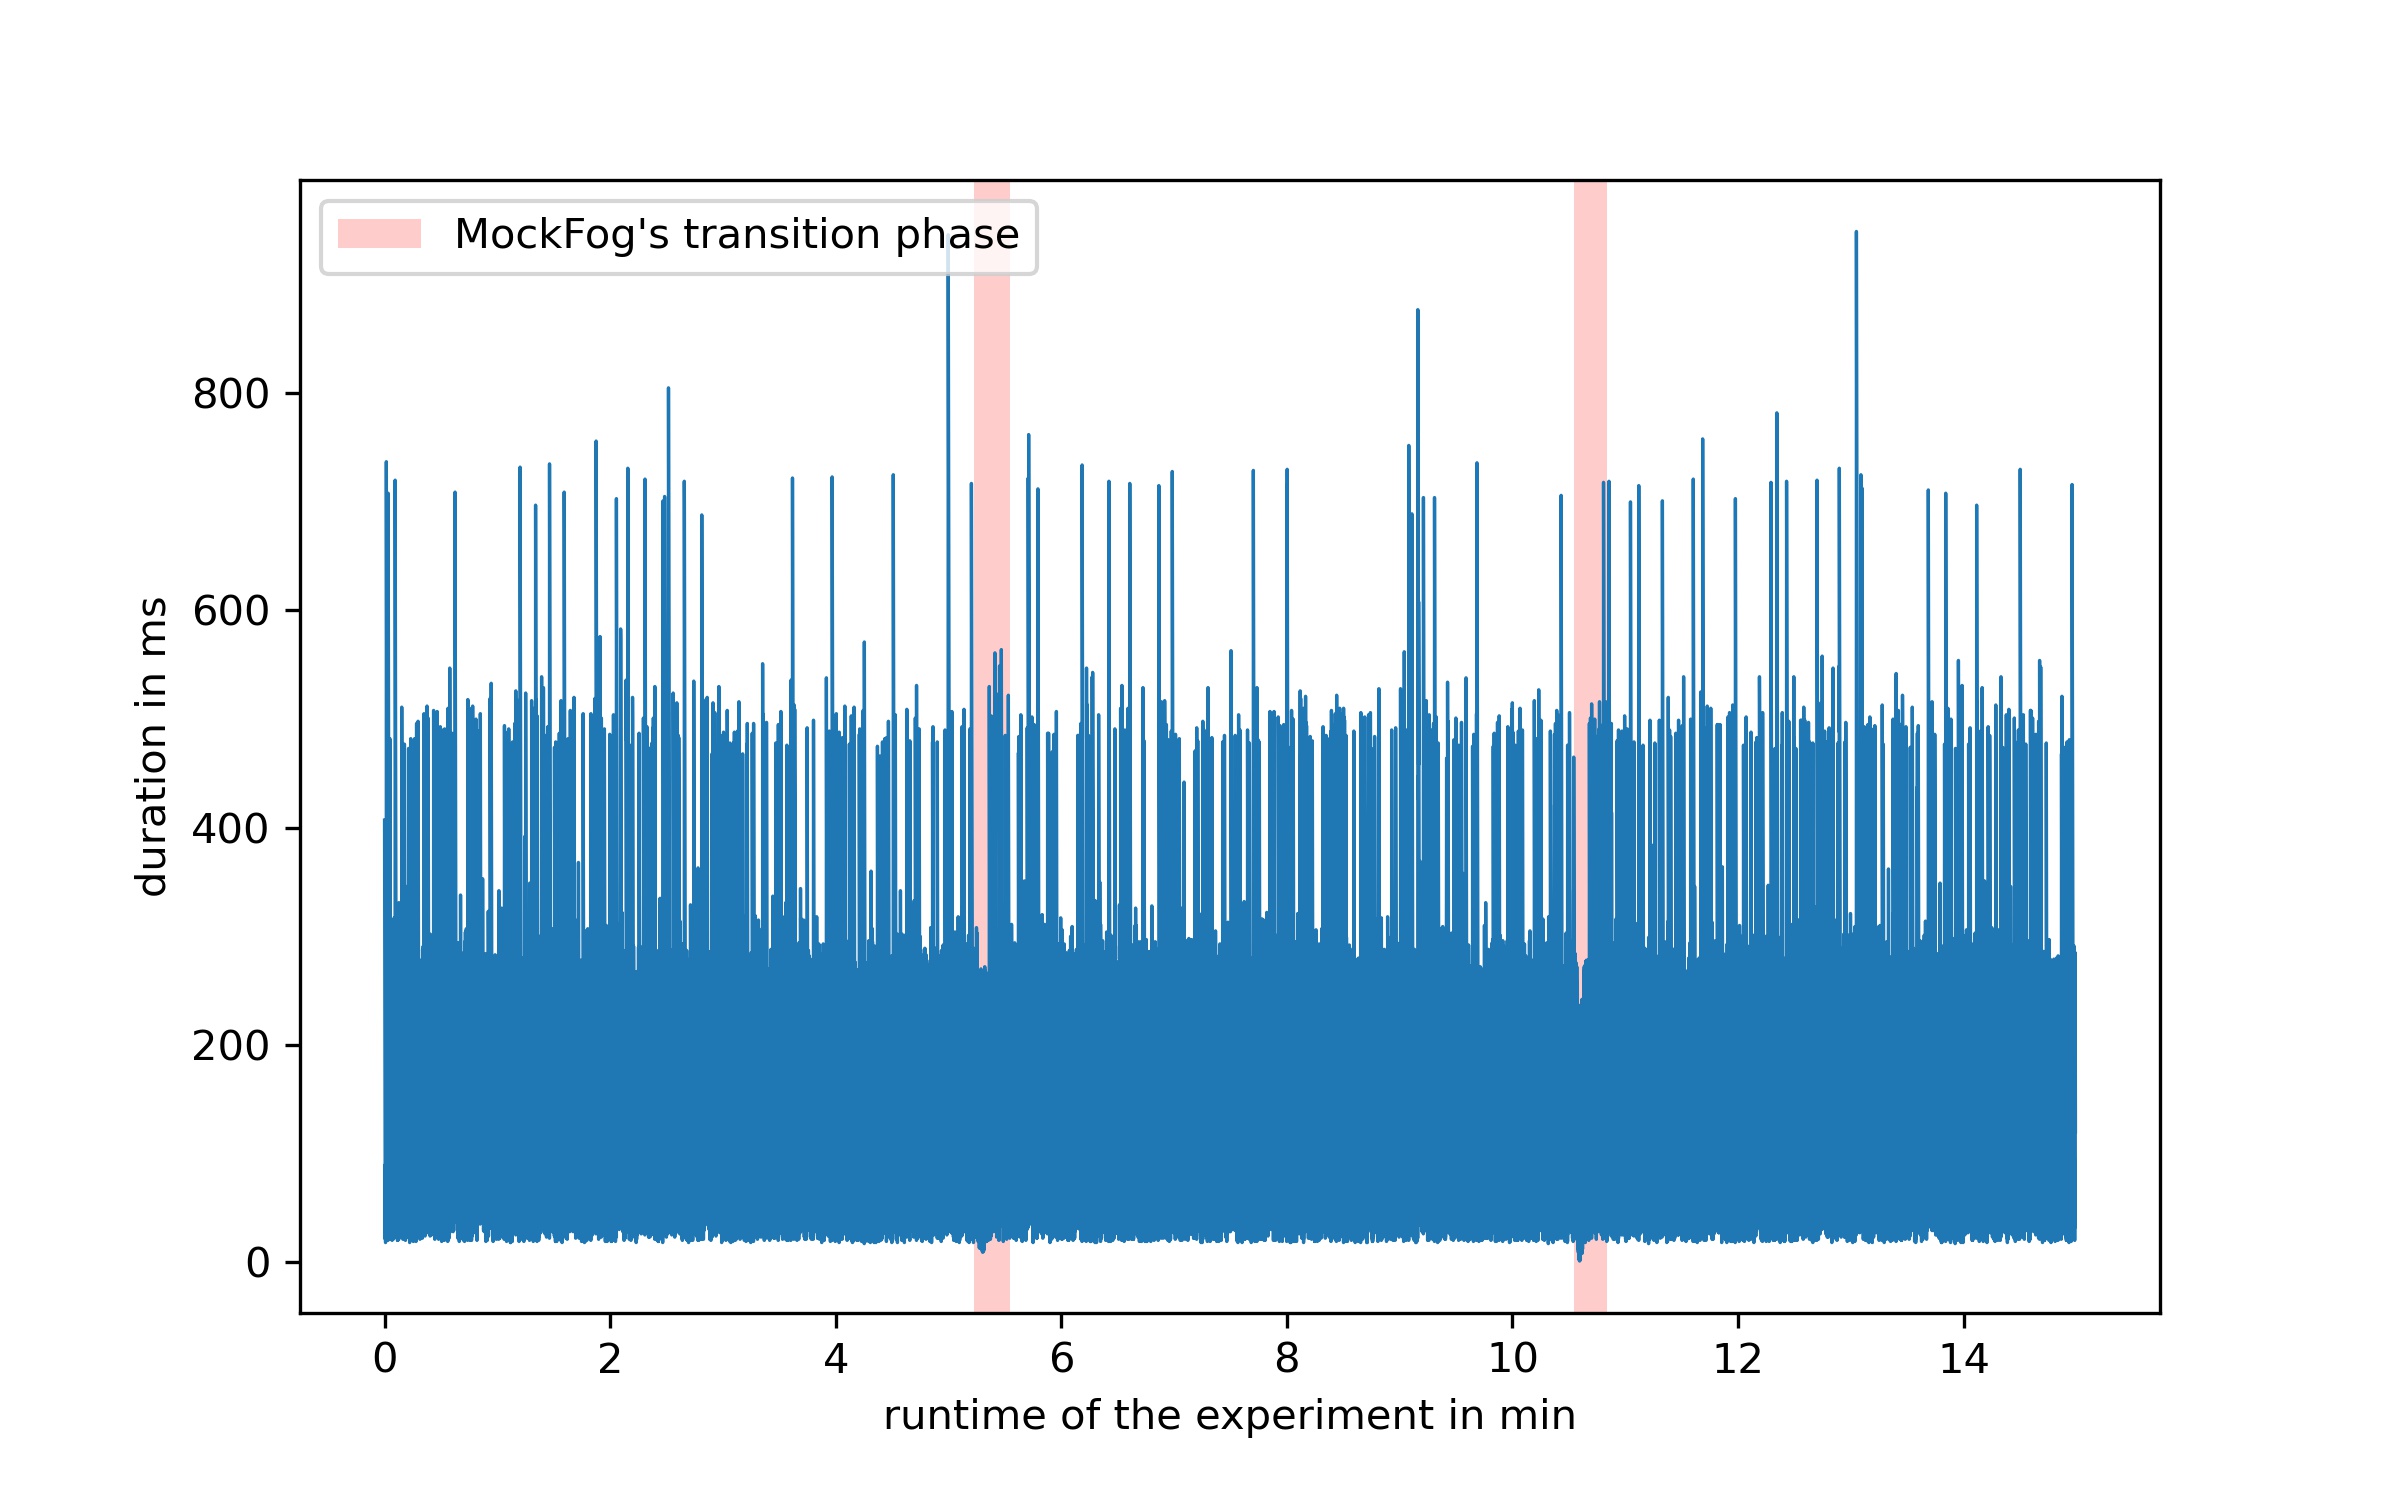 MockFog's transition phase
800
600
400
200
0
duration in ms
0 2 4 6 8 10 12 14
runtime of the experiment in min